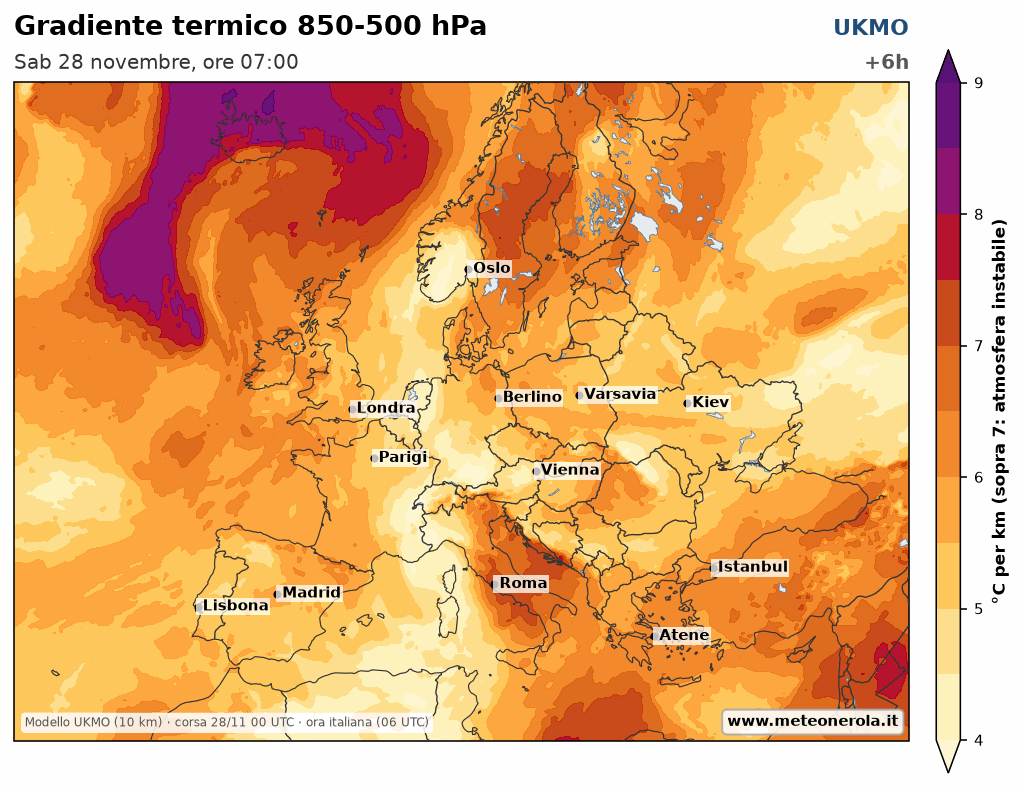 Gradiente termico 850-500 hPa
UKMO
Sab 28 novembre, ore 07:00
+6h
9
8
7
6
5
4
°C per km (sopra 7: atmosfera instabile)
Oslo
Berlino
Varsavia
Kiev
Londra
Parigi
Vienna
Istanbul
Roma
Madrid
Lisbona
Atene
Modello UKMO (10 km) · corsa 28/11 00 UTC · ora italiana (06 UTC)
www.meteonerola.it